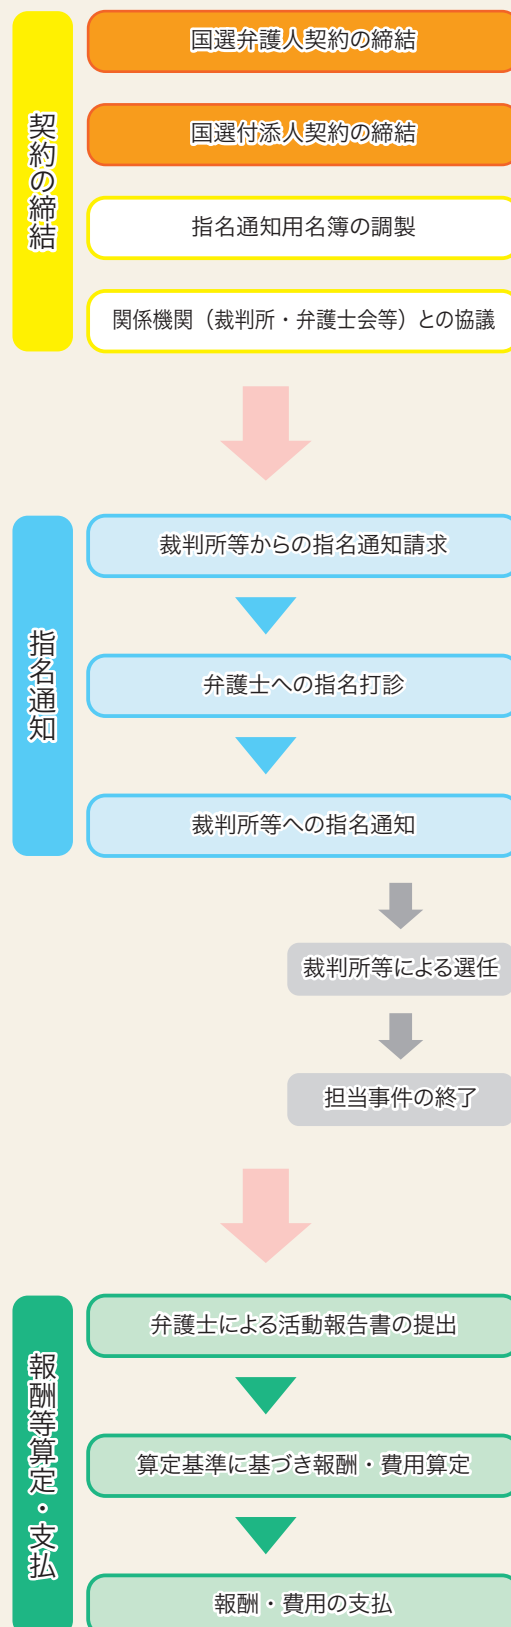 契約の締結
国選弁護人契約の締結
国選付添人契約の締結
指名通知用名簿の調製
関係機関（裁判所・弁護士会等）との協議
指名通知
裁判所等からの指名通知請求
弁護士への指名打診
裁判所等への指名通知
裁判所等による選任
担当事件の終了
報酬等算定・支払
弁護士による活動報告書の提出
算定基準に基づき報酬・費用算定
報酬・費用の支払